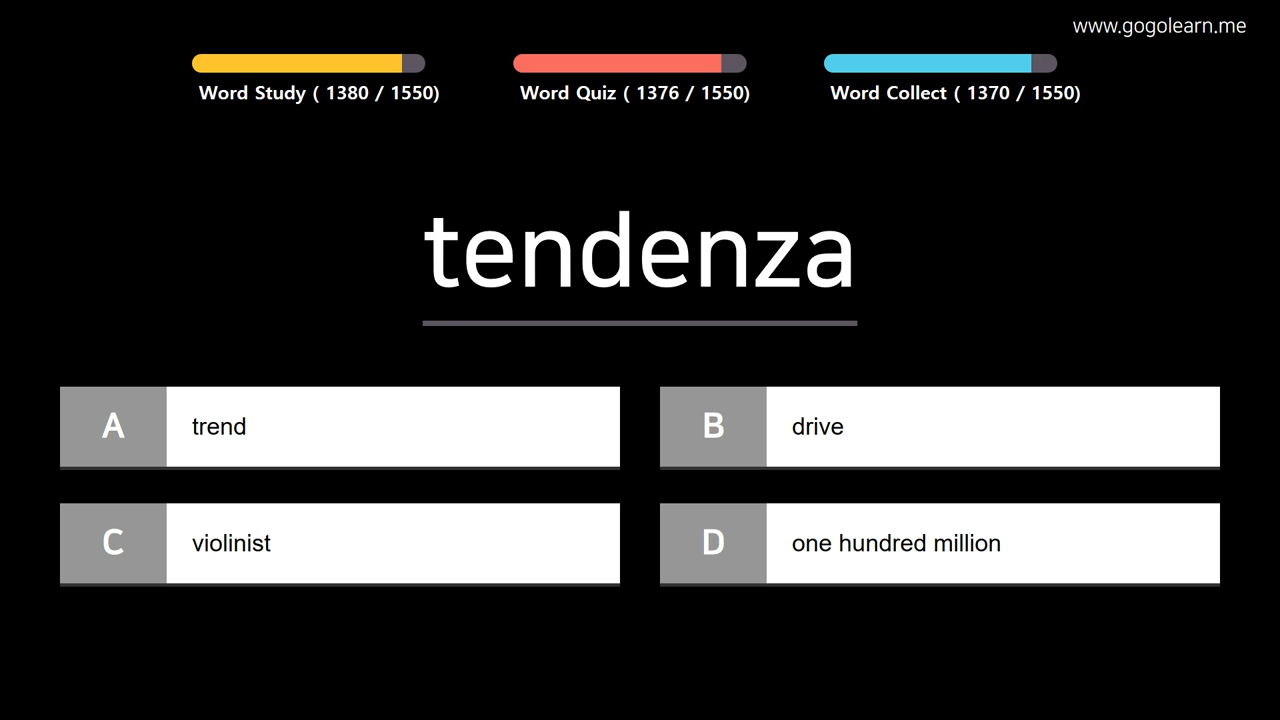 www.gogolearn.me
Word Study ( 1380 / 1550)
Word Quiz ( 1376 / 1550)
Word Collect ( 1370 / 1550)
tendenza
A trend
B drive
C violinist
D one hundred million